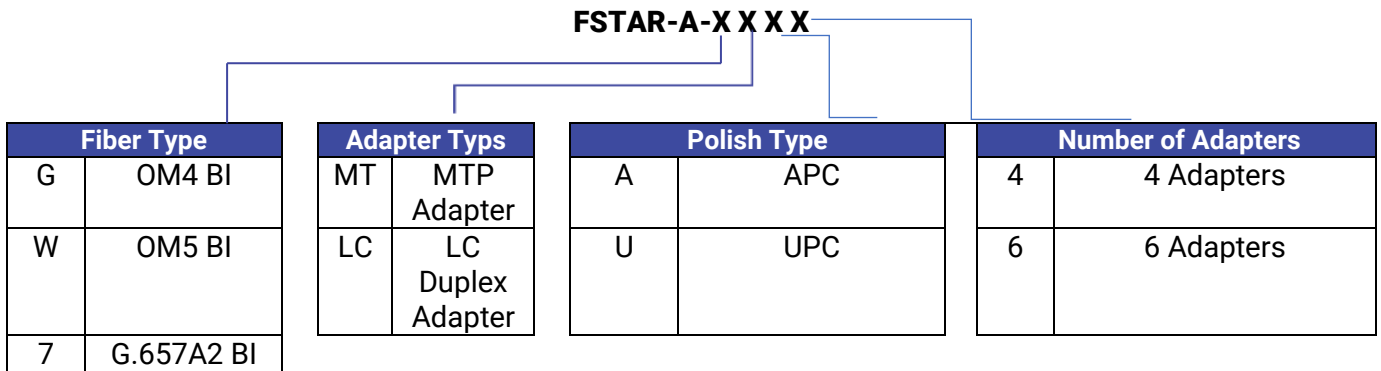 FSTAR-A-X X X X
Fiber Type
G OM4 BI
W OM5 BI
7 G.657A2 BI
Adapter Typs
MT MTP
Adapter
LC LC
Duplex
Adapter
Polish Type
A APC
U UPC
Number of Adapters
4 4 Adapters
6 6 Adapters